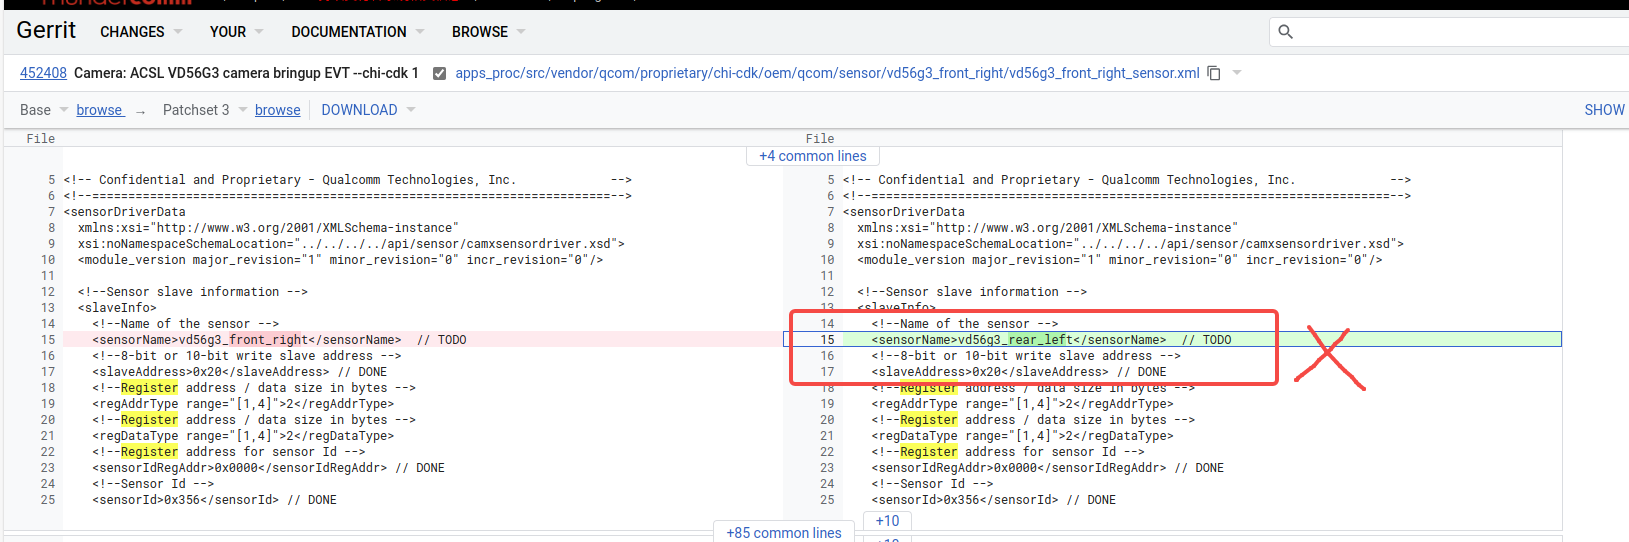 Gerrit CHANGES YOUR DOCUMENTATION BROWSE
452408 Camera: ACSL VD56G3 camera bringup EVT --chi-cdk 1 apps_proc/src/vendor/qcom/proprietary/chi-cdk/oem/qcom/sensor/vd56g3_front_right/vd56g3_front_right_sensor.xml
Base browse → Patchset 3 browse DOWNLOAD SHOW
File File
+4 common lines
5 <!-- Confidential and Proprietary - Qualcomm Technologies, Inc. --> 5 <!-- Confidential and Proprietary - Qualcomm Technologies, Inc. -->
6 <!--============================================================================--> 6 <!--============================================================================-->
7 <sensorDriverData 7 <sensorDriverData
8 xmlns:xsi="http://www.w3.org/2001/XMLSchema-instance" 8 xmlns:xsi="http://www.w3.org/2001/XMLSchema-instance"
9 xsi:noNamespaceSchemaLocation="../../../../api/sensor/camxsensordriver.xsd"> 9 xsi:noNamespaceSchemaLocation="../../../../api/sensor/camxsensordriver.xsd">
10 <module_version major_revision="1" minor_revision="0" incr_revision="0"/> 10 <module_version major_revision="1" minor_revision="0" incr_revision="0"/>
11 11
12 <!--Sensor slave information --> 12 <!--Sensor slave information -->
13 <slaveInfo> 13 <slaveInfo>
14 <!--Name of the sensor --> 14 <!--Name of the sensor -->
15 <sensorName>vd56g3_front_right</sensorName> // TODO 15 <sensorName>vd56g3_rear_left</sensorName> // TODO
16 <!--8-bit or 10-bit write slave address --> 16 <!--8-bit or 10-bit write slave address -->
17 <slaveAddress>0x20</slaveAddress> // DONE 17 <slaveAddress>0x20</slaveAddress> // DONE
18 <!--Register address / data size in bytes --> 18 <!--Register address / data size in bytes -->
19 <regAddrType range="[1,4]">2</regAddrType> 19 <regAddrType range="[1,4]">2</regAddrType>
20 <!--Register address / data size in bytes --> 20 <!--Register address / data size in bytes -->
21 <regDataType range="[1,4]">2</regDataType> 21 <regDataType range="[1,4]">2</regDataType>
22 <!--Register address for sensor Id --> 22 <!--Register address for sensor Id -->
23 <sensorIdRegAddr>0x0000</sensorIdRegAddr> // DONE 23 <sensorIdRegAddr>0x0000</sensorIdRegAddr> // DONE
24 <!--Sensor Id --> 24 <!--Sensor Id -->
25 <sensorId>0x356</sensorId> // DONE 25 <sensorId>0x356</sensorId> // DONE
+10
+85 common lines